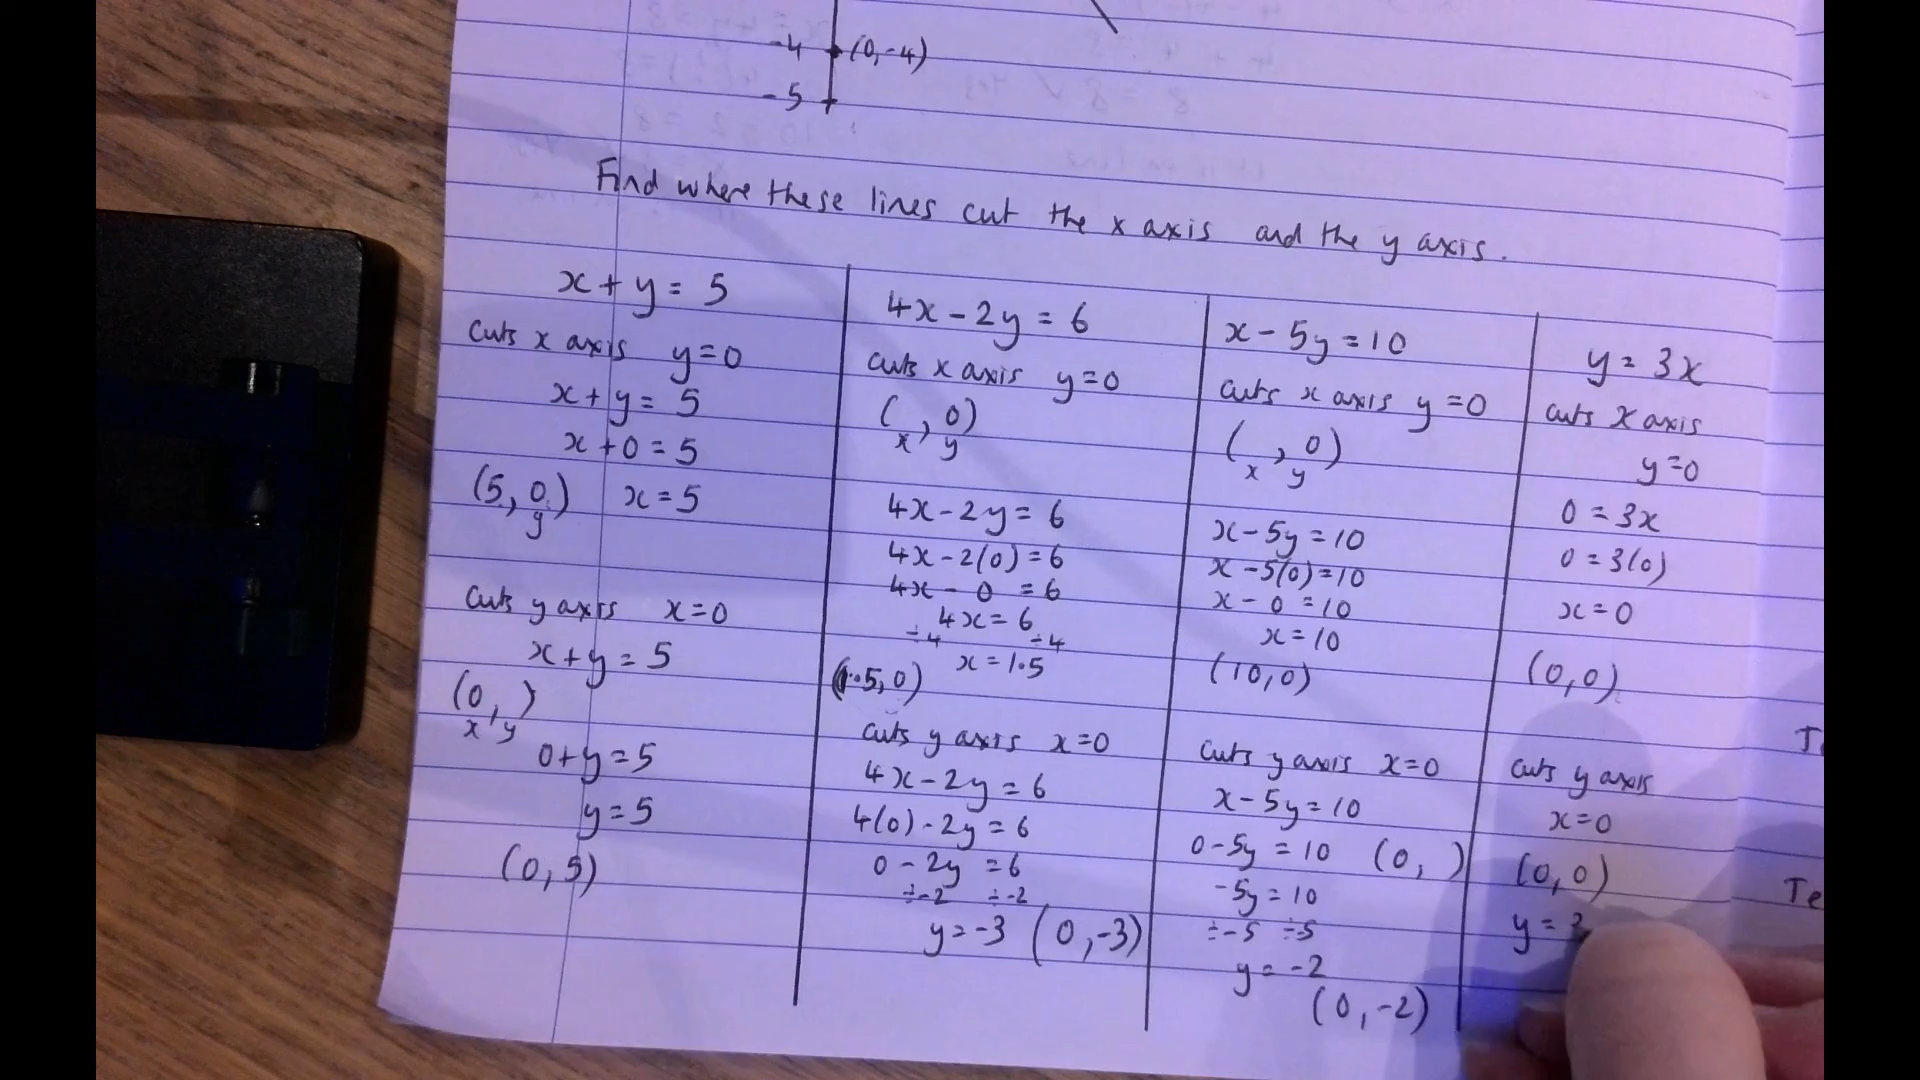 -4 (0,-4)
-5
Find where these lines cut the x axis and the y axis.
x + y = 5
cuts x axis y=0
x + y = 5
x + 0 = 5
(5, 0) x = 5
y
cuts y axis x=0
x + y = 5
(0, )
x y
0 + y = 5
y = 5
(0, 5)
4x - 2y = 6
cuts x axis y=0
( , 0)
x y
4x - 2y = 6
4x - 2(0) = 6
4x - 0 = 6
4x = 6
÷4 ÷4
x = 1.5
(1.5, 0)
cuts y axis x=0
4x - 2y = 6
4(0) - 2y = 6
0 - 2y = 6
÷-2 ÷-2
y = -3 (0, -3)
x - 5y = 10
cuts x axis y=0
( , 0)
x y
x - 5y = 10
x - 5(0) = 10
x - 0 = 10
x = 10
(10, 0)
cuts y axis x=0
x - 5y = 10
0 - 5y = 10 (0, )
-5y = 10
÷-5 ÷-5
y = -2
(0, -2)
y = 3x
cuts x axis
y=0
0 = 3x
0 = 3(0)
x = 0
(0,0)
cuts y axis
x=0
(0,0)
y =
Te